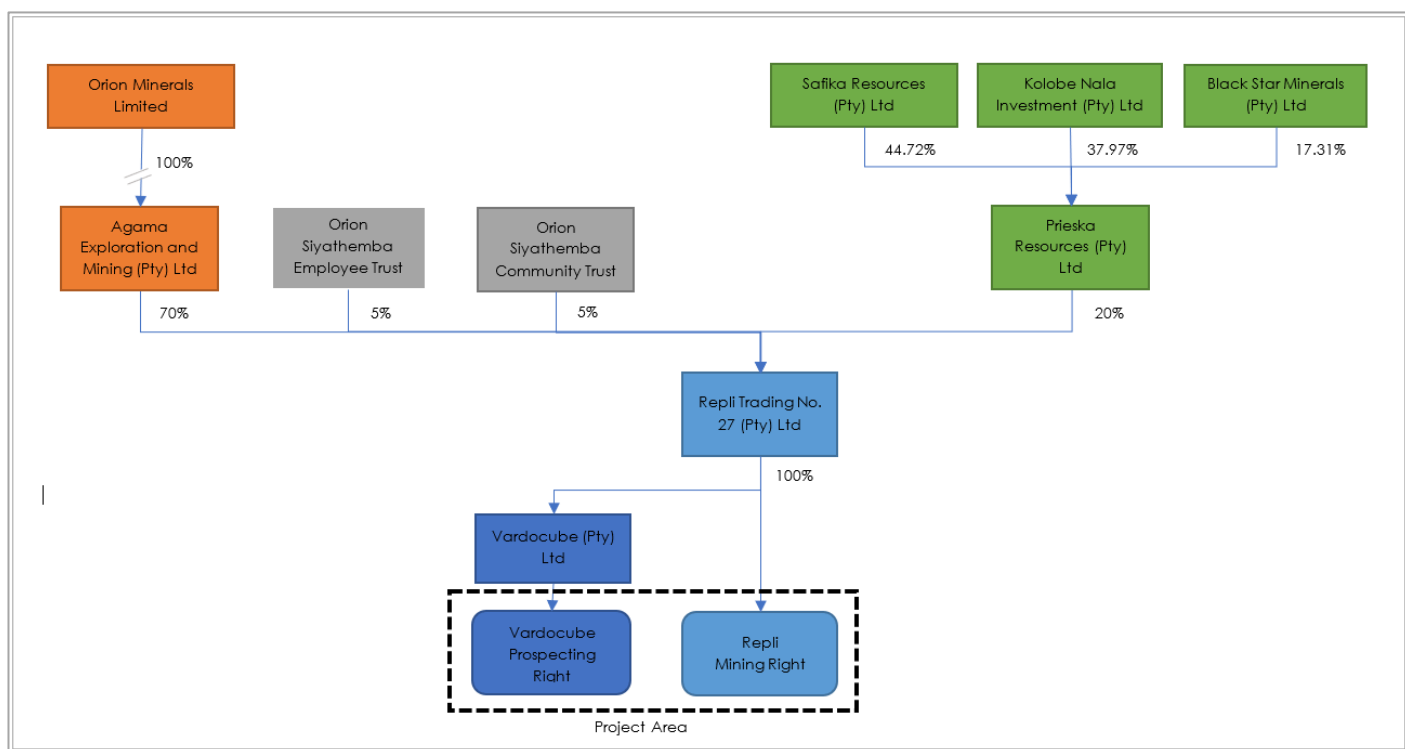 Orion Minerals
Limited
Safika Resources
(Pty) Ltd
Kolobe Nala
Investment (Pty) Ltd
Black Star Minerals
(Pty) Ltd
100%
44.72%
37.97%
17.31%
Agama
Exploration and
Mining (Pty) Ltd
Orion
Siyathemba
Employee Trust
Orion
Siyathemba
Community Trust
Prieska
Resources (Pty)
Ltd
70%
5%
5%
20%
Repli Trading No.
27 (Pty) Ltd
100%
Vardocube (Pty)
Ltd
Vardocube
Prospecting
Right
Repli
Mining Right
Project Area